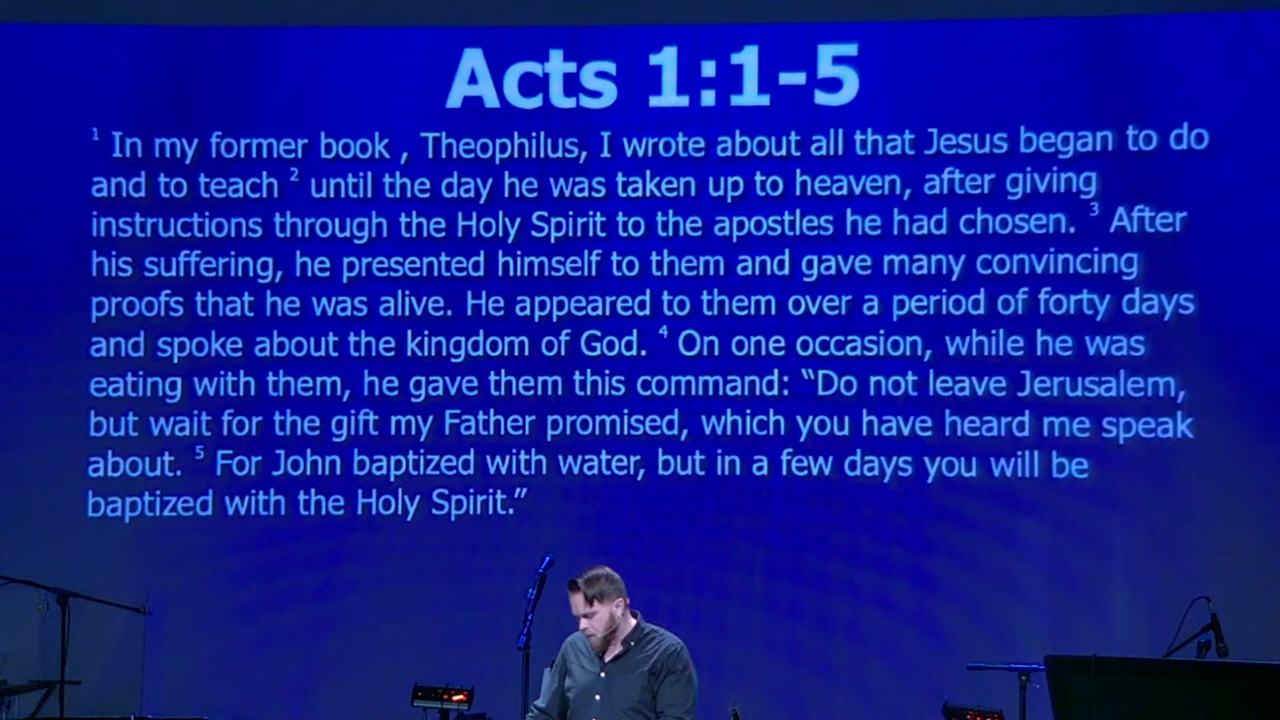 Acts 1:1-5
1 In my former book , Theophilus, I wrote about all that Jesus began to do
and to teach 2 until the day he was taken up to heaven, after giving
instructions through the Holy Spirit to the apostles he had chosen. 3 After
his suffering, he presented himself to them and gave many convincing
proofs that he was alive. He appeared to them over a period of forty days
and spoke about the kingdom of God. 4 On one occasion, while he was
eating with them, he gave them this command: “Do not leave Jerusalem,
but wait for the gift my Father promised, which you have heard me speak
about. 5 For John baptized with water, but in a few days you will be
baptized with the Holy Spirit.”